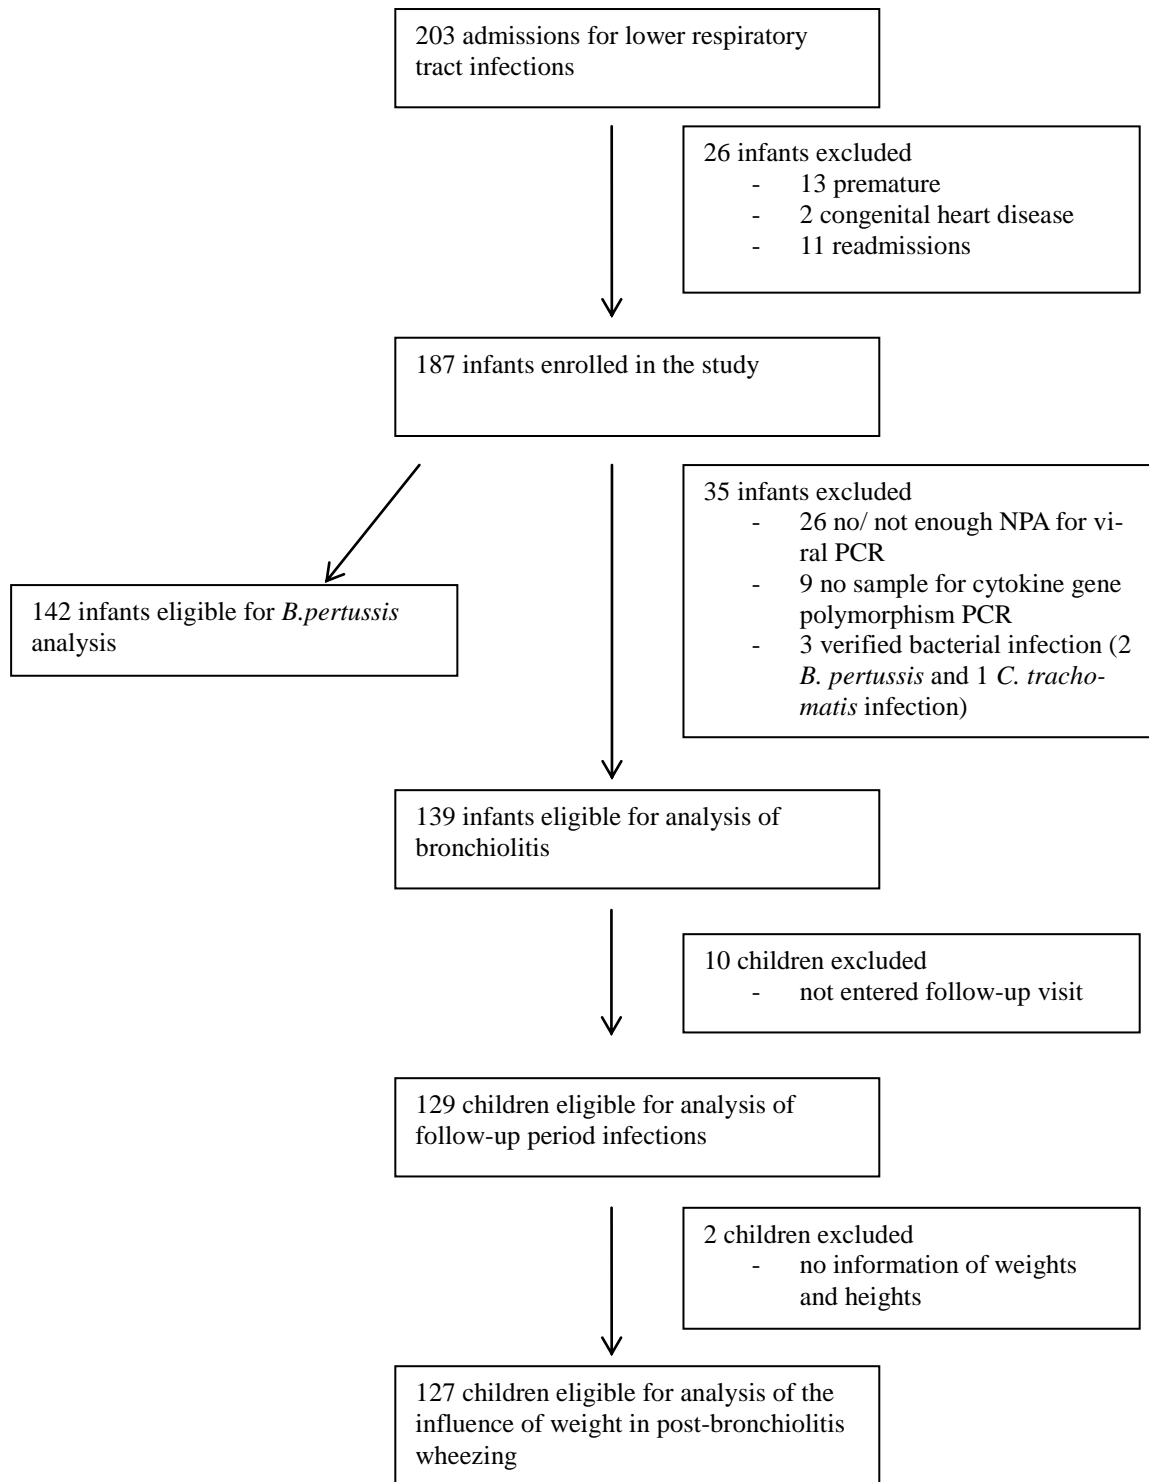 203 admissions for lower respiratory
tract infections
26 infants excluded
- 13 premature
- 2 congenital heart disease
- 11 readmissions
187 infants enrolled in the study
35 infants excluded
- 26 no/ not enough NPA for vi-
ral PCR
- 9 no sample for cytokine gene
polymorphism PCR
- 3 verified bacterial infection (2
B. pertussis and 1 C. tracho-
matis infection)
142 infants eligible for B.pertussis
analysis
139 infants eligible for analysis of
bronchiolitis
10 children excluded
- not entered follow-up visit
129 children eligible for analysis of
follow-up period infections
2 children excluded
- no information of weights
and heights
127 children eligible for analysis of the
influence of weight in post-bronchiolitis
wheezing